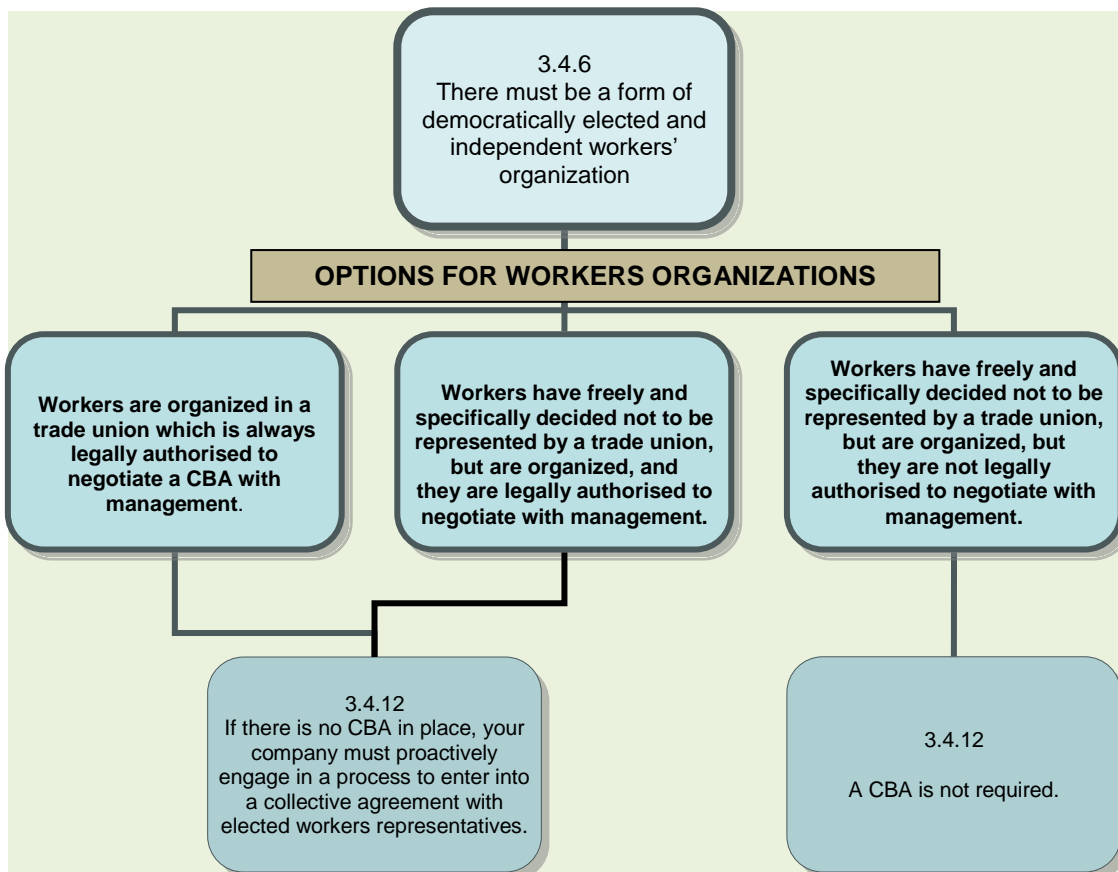 3.4.6
There must be a form of
democratically elected and
independent workers’
organization
OPTIONS FOR WORKERS ORGANIZATIONS
Workers are organized in a
trade union which is always
legally authorised to
negotiate a CBA with
management.
Workers have freely and
specifically decided not to be
represented by a trade union,
but are organized, and
they are legally authorised to
negotiate with management.
Workers have freely and
specifically decided not to be
represented by a trade union,
but are organized, but
they are not legally
authorised to negotiate with
management.
3.4.12
If there is no CBA in place, your
company must proactively
engage in a process to enter into
a collective agreement with
elected workers representatives.
3.4.12
A CBA is not required.